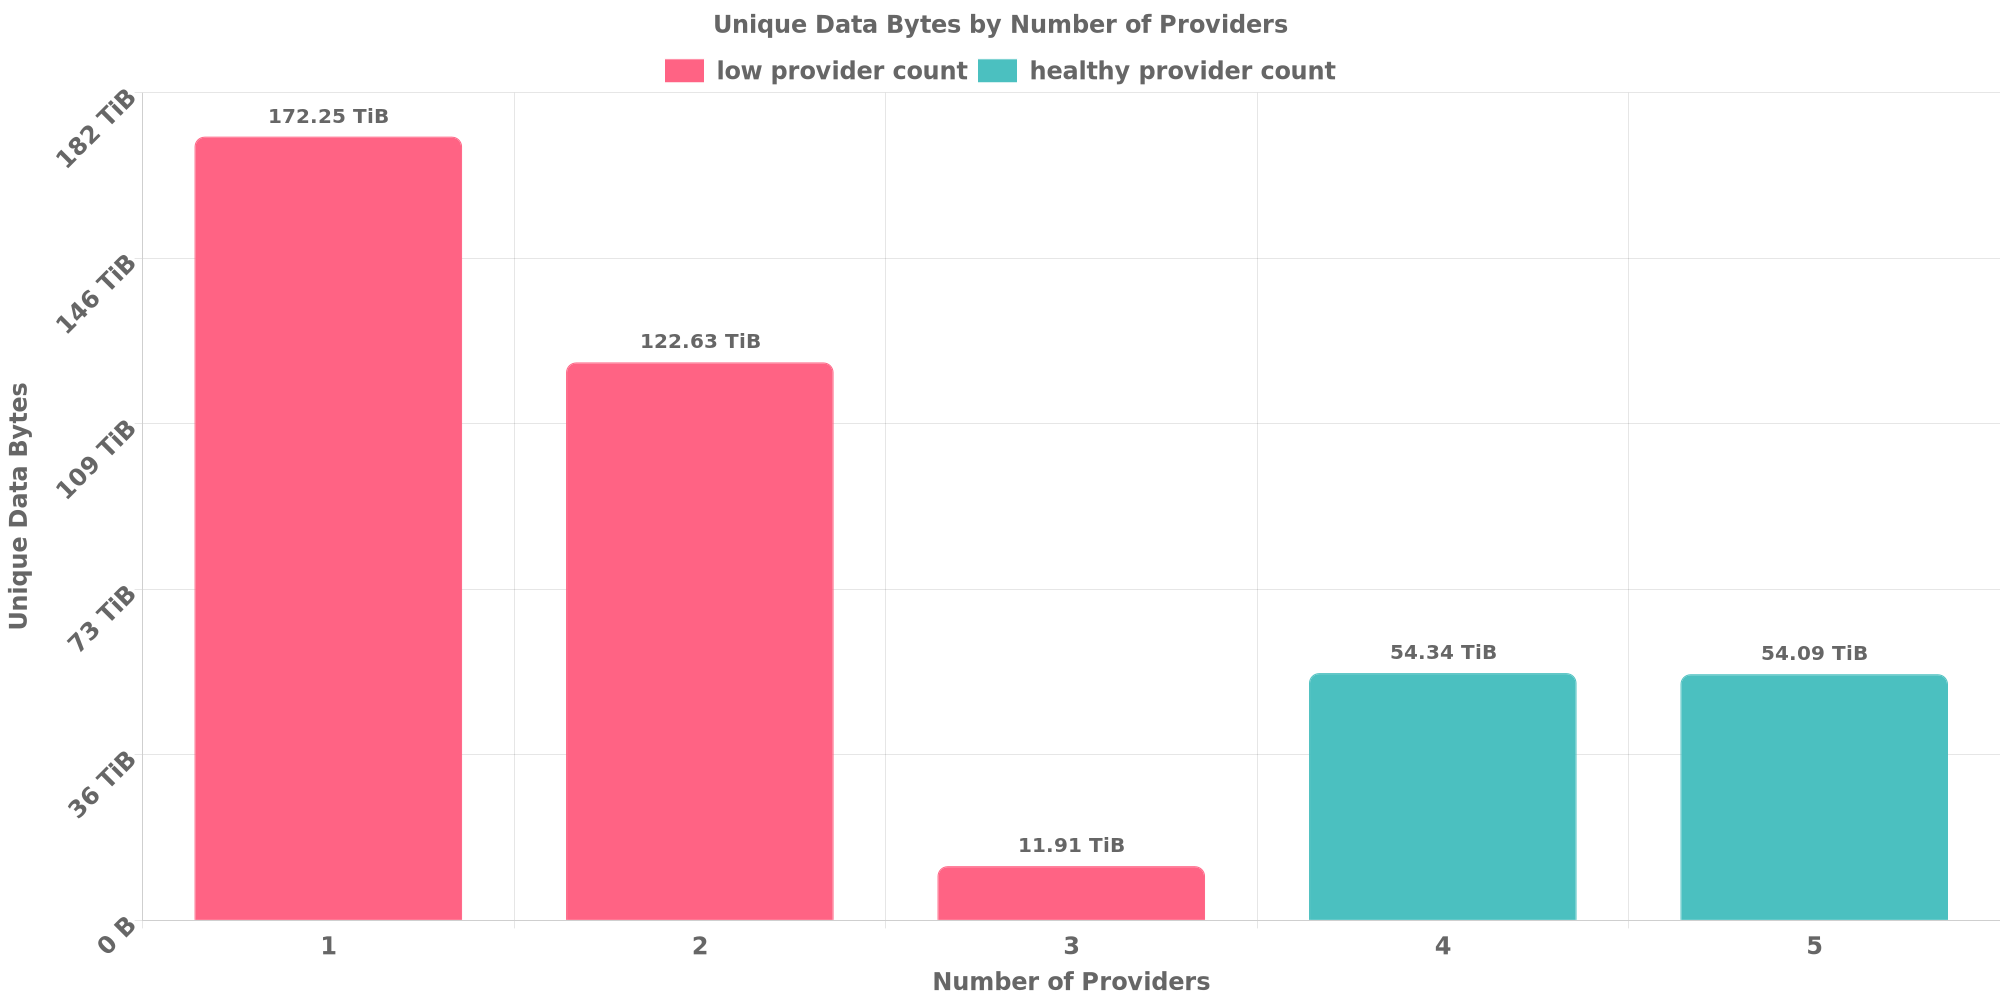 Unique Data Bytes by Number of Providers
low provider count healthy provider count
182 TiB
146 TiB
109 TiB
73 TiB
36 TiB
0 B
Unique Data Bytes
172.25 TiB
122.63 TiB
11.91 TiB
54.34 TiB
54.09 TiB
1 2 3 4 5
Number of Providers